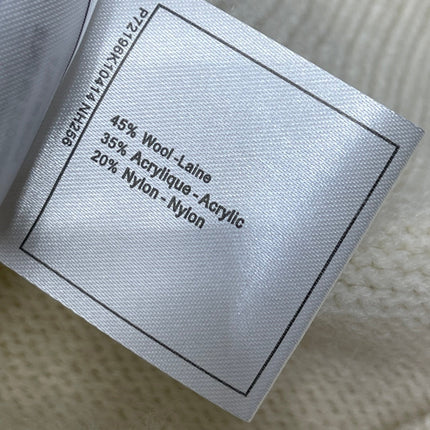 P72196K10414 NH256
45% Wool -Laine
35% Acrylique -Acrylic
20% Nylon - Nylon